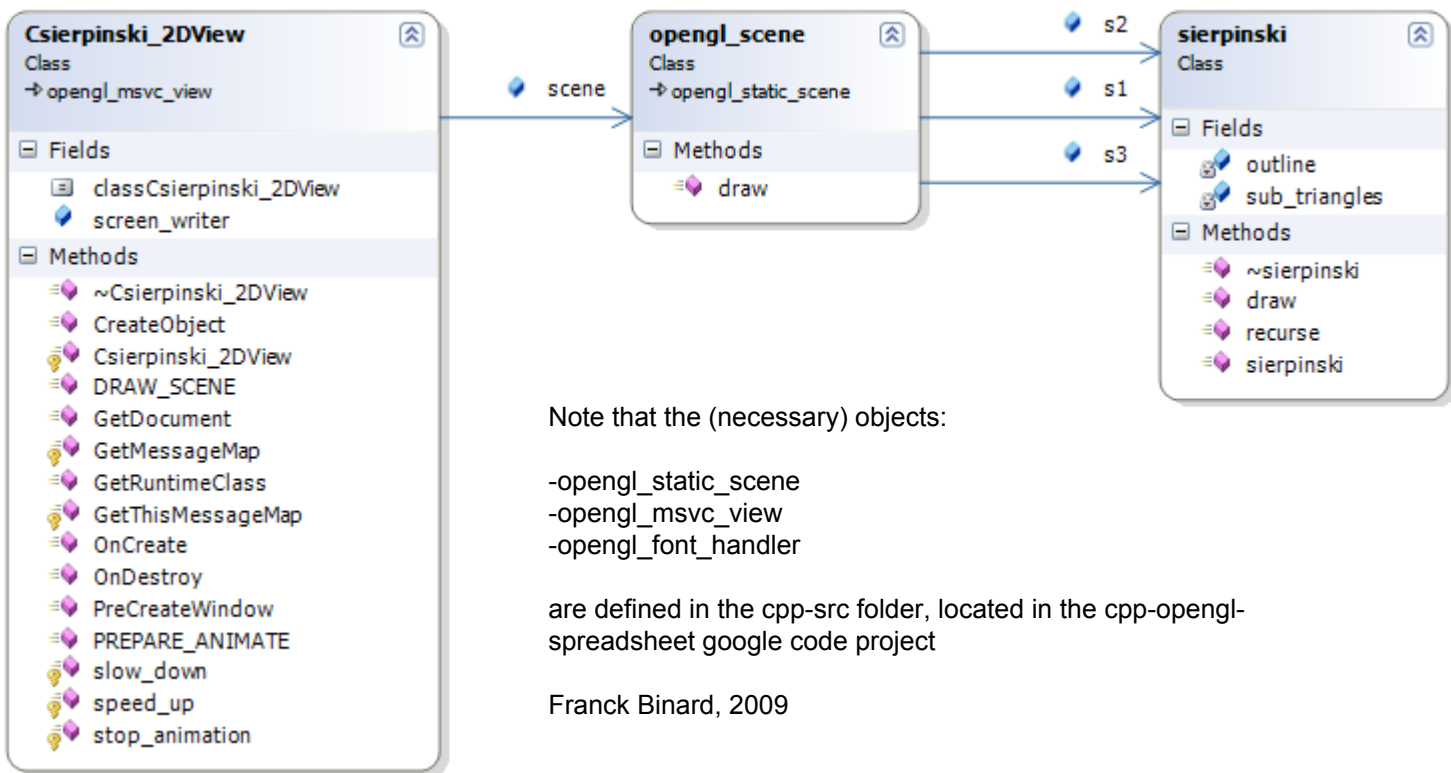 Csierpinski_2DView
Class
opengl_msvc_view
Fields
classCsierpinski_2DView
screen_writer
Methods
~Csierpinski_2DView
CreateObject
Csierpinski_2DView
DRAW_SCENE
GetDocument
GetMessageMap
GetRuntimeClass
GetThisMessageMap
OnCreate
OnDestroy
PreCreateWindow
PREPARE_ANIMATE
slow_down
speed_up
stop_animation
scene
opengl_scene
Class
opengl_static_scene
Methods
draw
s2
s1
s3
sierpinski
Class
Fields
outline
sub_triangles
Methods
~sierpinski
draw
recurse
sierpinski
Note that the (necessary) objects:
-opengl_static_scene
-opengl_msvc_view
-opengl_font_handler
are defined in the cpp-src folder, located in the cpp-opengl-
spreadsheet google code project
Franck Binard, 2009